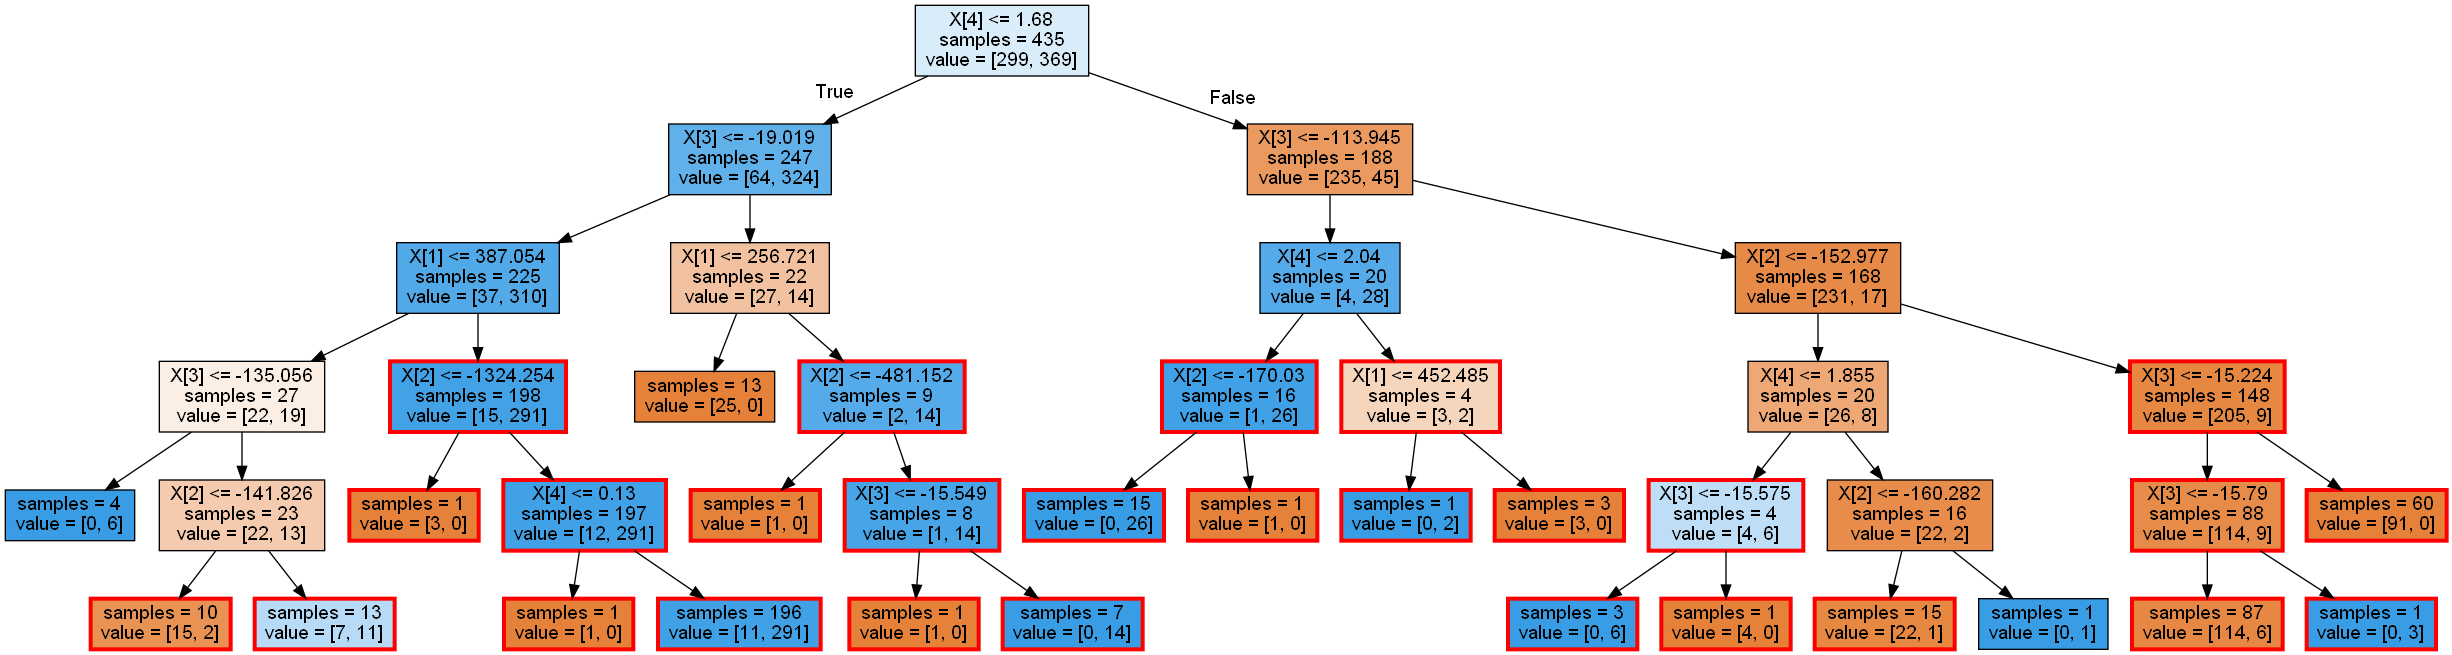 X[4] <= 1.68
samples = 435
value = [299, 369]
True
False
X[3] <= -19.019
samples = 247
value = [64, 324]
X[3] <= -113.945
samples = 188
value = [235, 45]
X[1] <= 387.054
samples = 225
value = [37, 310]
X[1] <= 256.721
samples = 22
value = [27, 14]
X[4] <= 2.04
samples = 20
value = [4, 28]
X[2] <= -152.977
samples = 168
value = [231, 17]
X[3] <= -135.056
samples = 27
value = [22, 19]
X[2] <= -1324.254
samples = 198
value = [15, 291]
samples = 13
value = [25, 0]
X[2] <= -481.152
samples = 9
value = [2, 14]
X[2] <= -170.03
samples = 16
value = [1, 26]
X[1] <= 452.485
samples = 4
value = [3, 2]
X[4] <= 1.855
samples = 20
value = [26, 8]
X[3] <= -15.224
samples = 148
value = [205, 9]
samples = 4
value = [0, 6]
X[2] <= -141.826
samples = 23
value = [22, 13]
samples = 1
value = [3, 0]
X[4] <= 0.13
samples = 197
value = [12, 291]
samples = 1
value = [1, 0]
X[3] <= -15.549
samples = 8
value = [1, 14]
samples = 15
value = [0, 26]
samples = 1
value = [1, 0]
samples = 1
value = [0, 2]
samples = 3
value = [3, 0]
X[3] <= -15.575
samples = 4
value = [4, 6]
X[2] <= -160.282
samples = 16
value = [22, 2]
X[3] <= -15.79
samples = 88
value = [114, 9]
samples = 60
value = [91, 0]
samples = 10
value = [15, 2]
samples = 13
value = [7, 11]
samples = 1
value = [1, 0]
samples = 196
value = [11, 291]
samples = 1
value = [1, 0]
samples = 7
value = [0, 14]
samples = 3
value = [0, 6]
samples = 1
value = [4, 0]
samples = 15
value = [22, 1]
samples = 1
value = [0, 1]
samples = 87
value = [114, 6]
samples = 1
value = [0, 3]